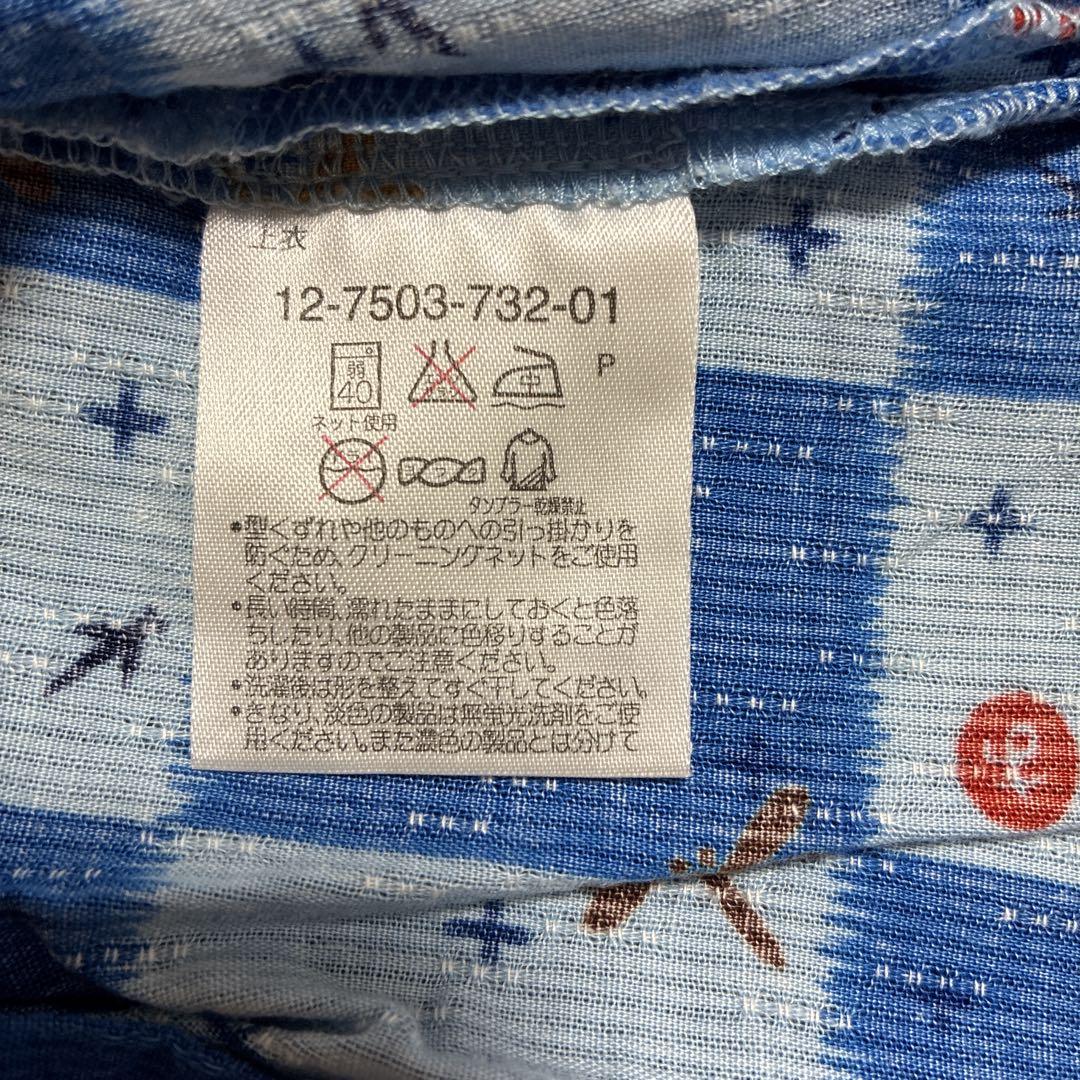 上衣
12-7503-732-01
弱
40
中
P
ネット使用
タンブラー乾燥禁止
•型くずれや他のものへの引っ掛かりを
防ぐため、クリーニングネットをご使用
ください。
•長い時間、濡れたままにしておくと色落
ちしたり、他の製品に色移りすることが
ありますのでご注意ください。
•洗濯後は形を整えてすぐ干してください。
•きなり、淡色の製品は無蛍光洗剤をご使
用ください。また濃色の製品とは分けて